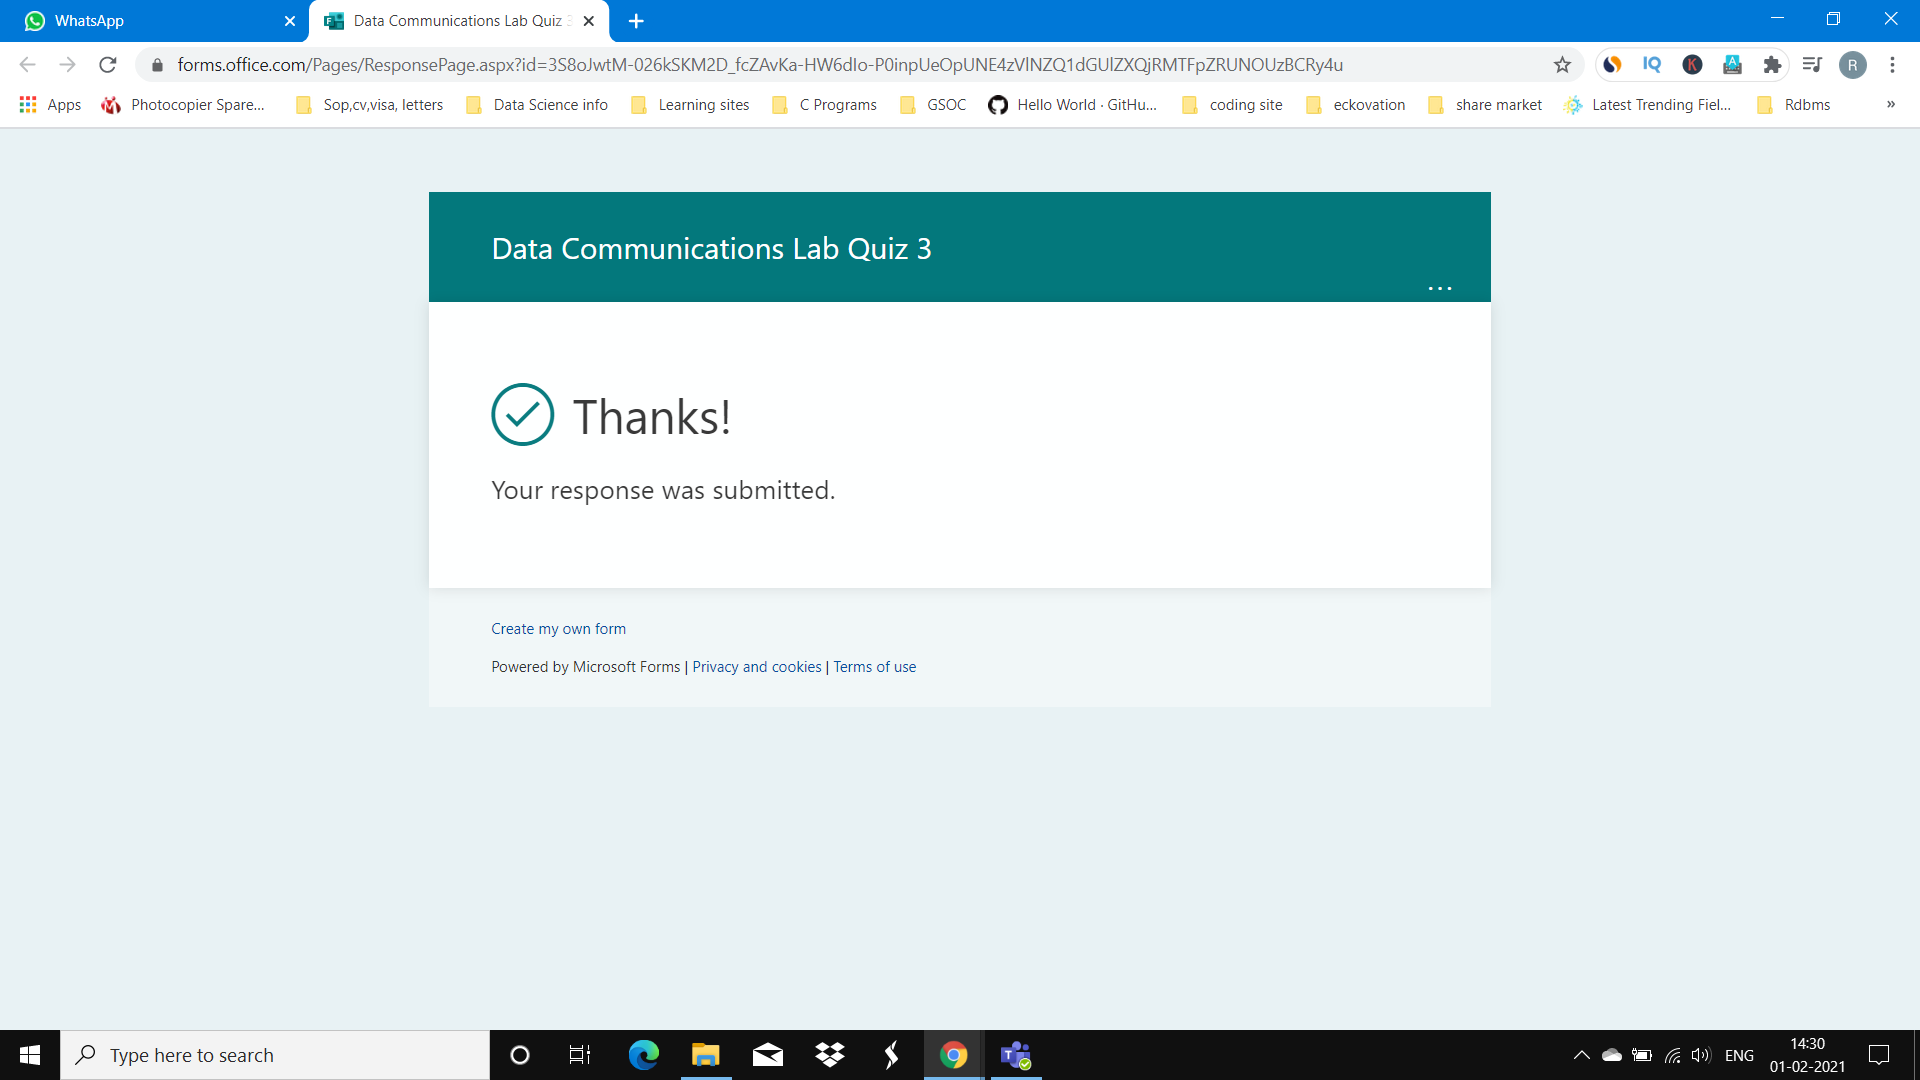 WhatsApp
Data Communications Lab Quiz 3
forms.office.com/Pages/ResponsePage.aspx?id=3S8oJwtM-026kSKM2D_fcZAvKa-HW6dIo-P0inpUeOpUNE4zVlNZQ1dGUlZXQjRMTFpZRUNOUzBCRy4u
IQ
K
A
R
Apps
Photocopier Spare...
Sop,cv,visa, letters
Data Science info
Learning sites
C Programs
GSOC
Hello World · GitHu...
coding site
eckovation
share market
Latest Trending Fiel...
Rdbms
»
Data Communications Lab Quiz 3
...
Thanks!
Your response was submitted.
Create my own form
Powered by Microsoft Forms | Privacy and cookies | Terms of use
Type here to search
ENG
14:30
01-02-2021